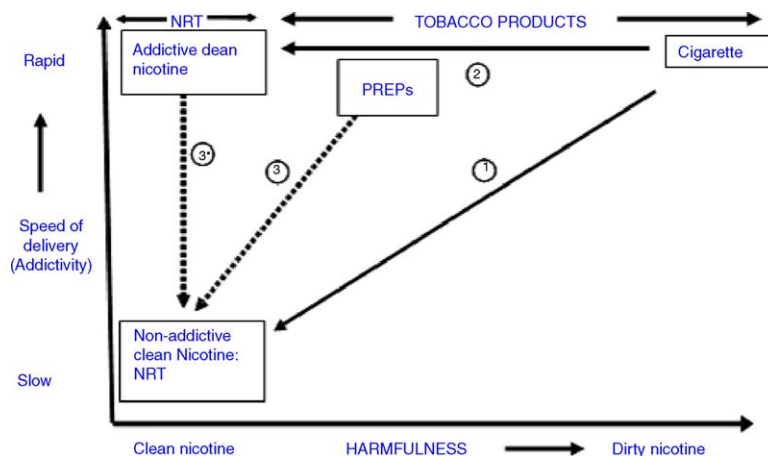 NRT
TOBACCO PRODUCTS
Rapid
Addictive dean
nicotine
Cigarette
PREPs
2
3*
3
1
Speed of
delivery
(Addictivity)
Non-addictive
clean Nicotine:
NRT
Slow
Clean nicotine
HARMFULNESS
Dirty nicotine